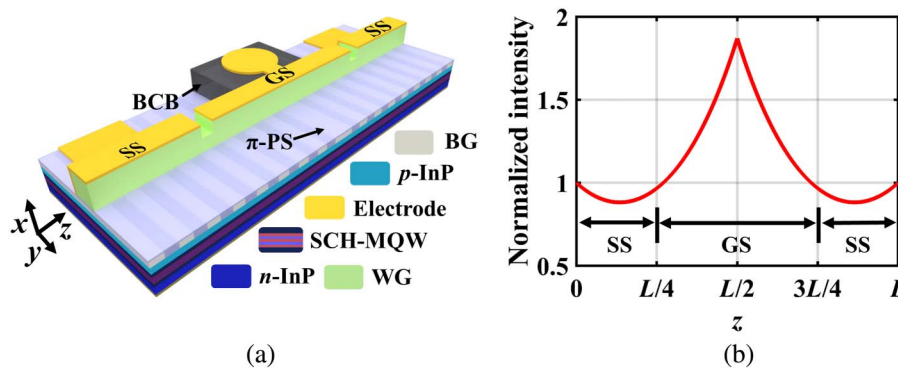 (a)
SS
GS
SS
BCB
π-PS
BG
p-InP
Electrode
SCH-MQW
n-InP
WG
x
y
z
(a)
Normalized intensity
2
1.5
1
0.5
SS
GS
SS
0
L/4
L/2
3L/4
L
z
(b)
(b)